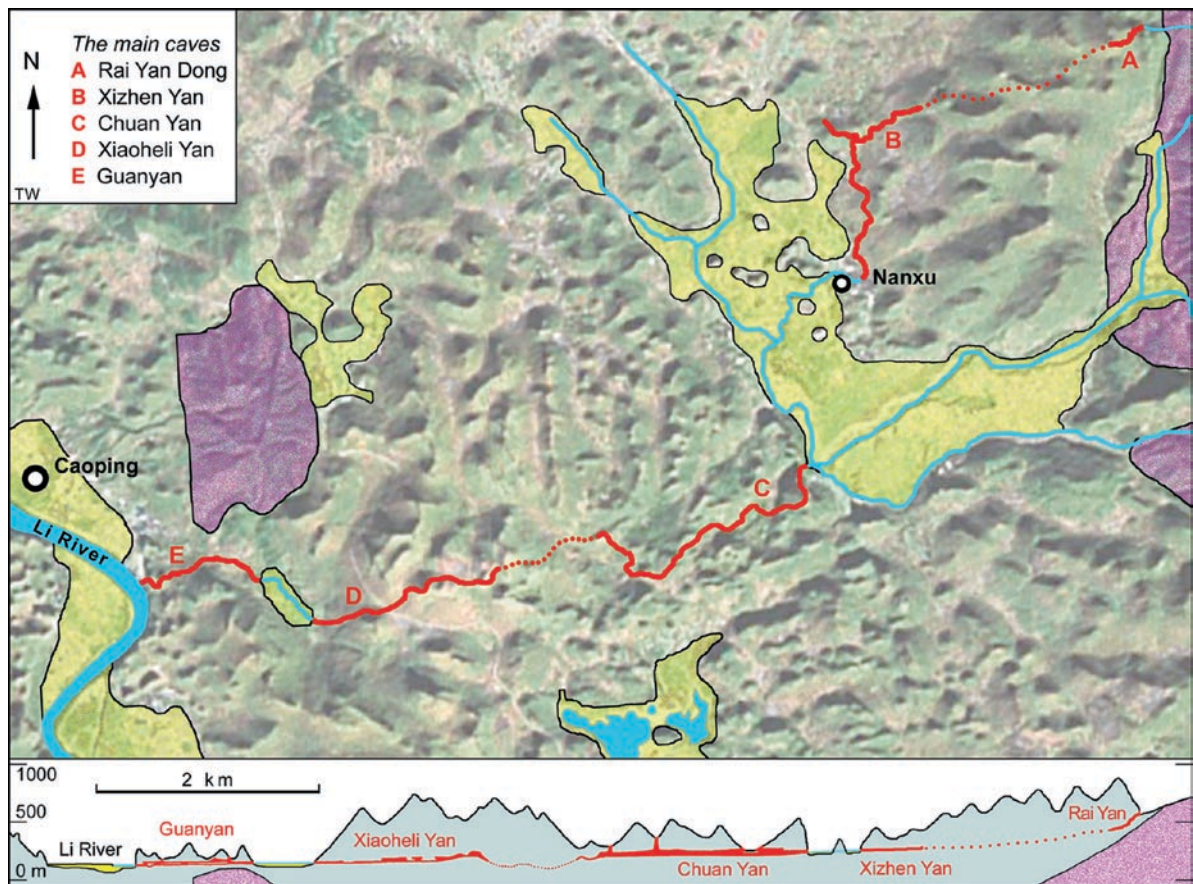 The main caves
N
A Rai Yan Dong
B Xizhen Yan
C Chuan Yan
D Xiaoheli Yan
E Guanyan
TW
A
B
Nanxu
Caoping
Li River
C
E
D
1000
500
0 m
2 km
Li River
Guanyan
Xiaoheli Yan
Chuan Yan
Xizhen Yan
Rai Yan